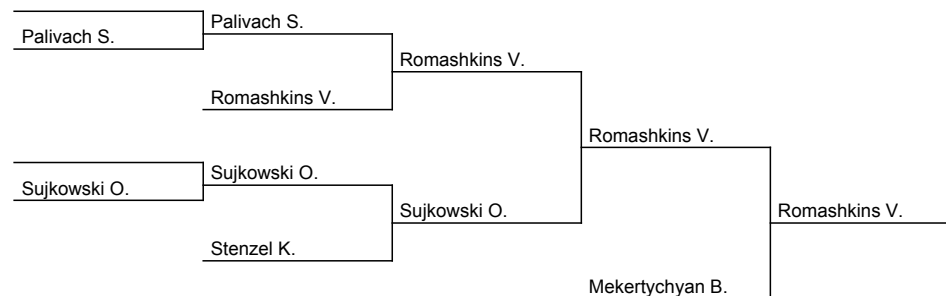 Palivach S.
Palivach S.
Romashkins V.
Romashkins V.
Romashkins V.
Sujkowski O.
Sujkowski O.
Sujkowski O.
Romashkins V.
Stenzel K.
Mekertychyan B.